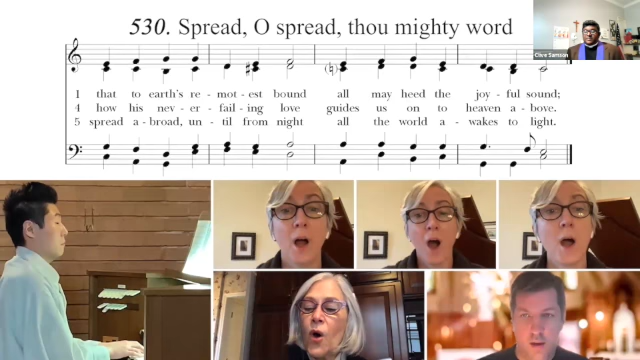 530. Spread, O spread, thou mighty word
Clive Samson
1 that to earth's re - mot - est bound all may heed the joy - ful sound;
4 how his nev - er - fail - ing love guides us on to heaven a - bove.
5 spread a - broad, un - til from night all the world a - wakes to light.